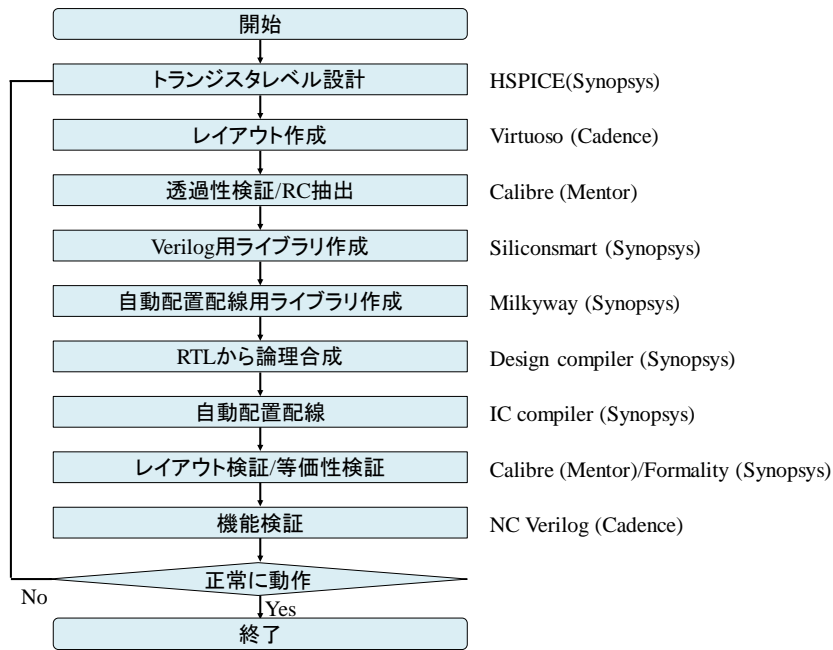 開始
トランジスタレベル設計
HSPICE(Synopsys)
レイアウト作成
Virtuoso (Cadence)
透過性検証/RC抽出
Calibre (Mentor)
Verilog用ライブラリ作成
Siliconsmart (Synopsys)
自動配置配線用ライブラリ作成
Milkyway (Synopsys)
RTLから論理合成
Design compiler (Synopsys)
自動配置配線
IC compiler (Synopsys)
レイアウト検証/等価性検証
Calibre (Mentor)/Formality (Synopsys)
機能検証
NC Verilog (Cadence)
正常に動作
No
Yes
終了